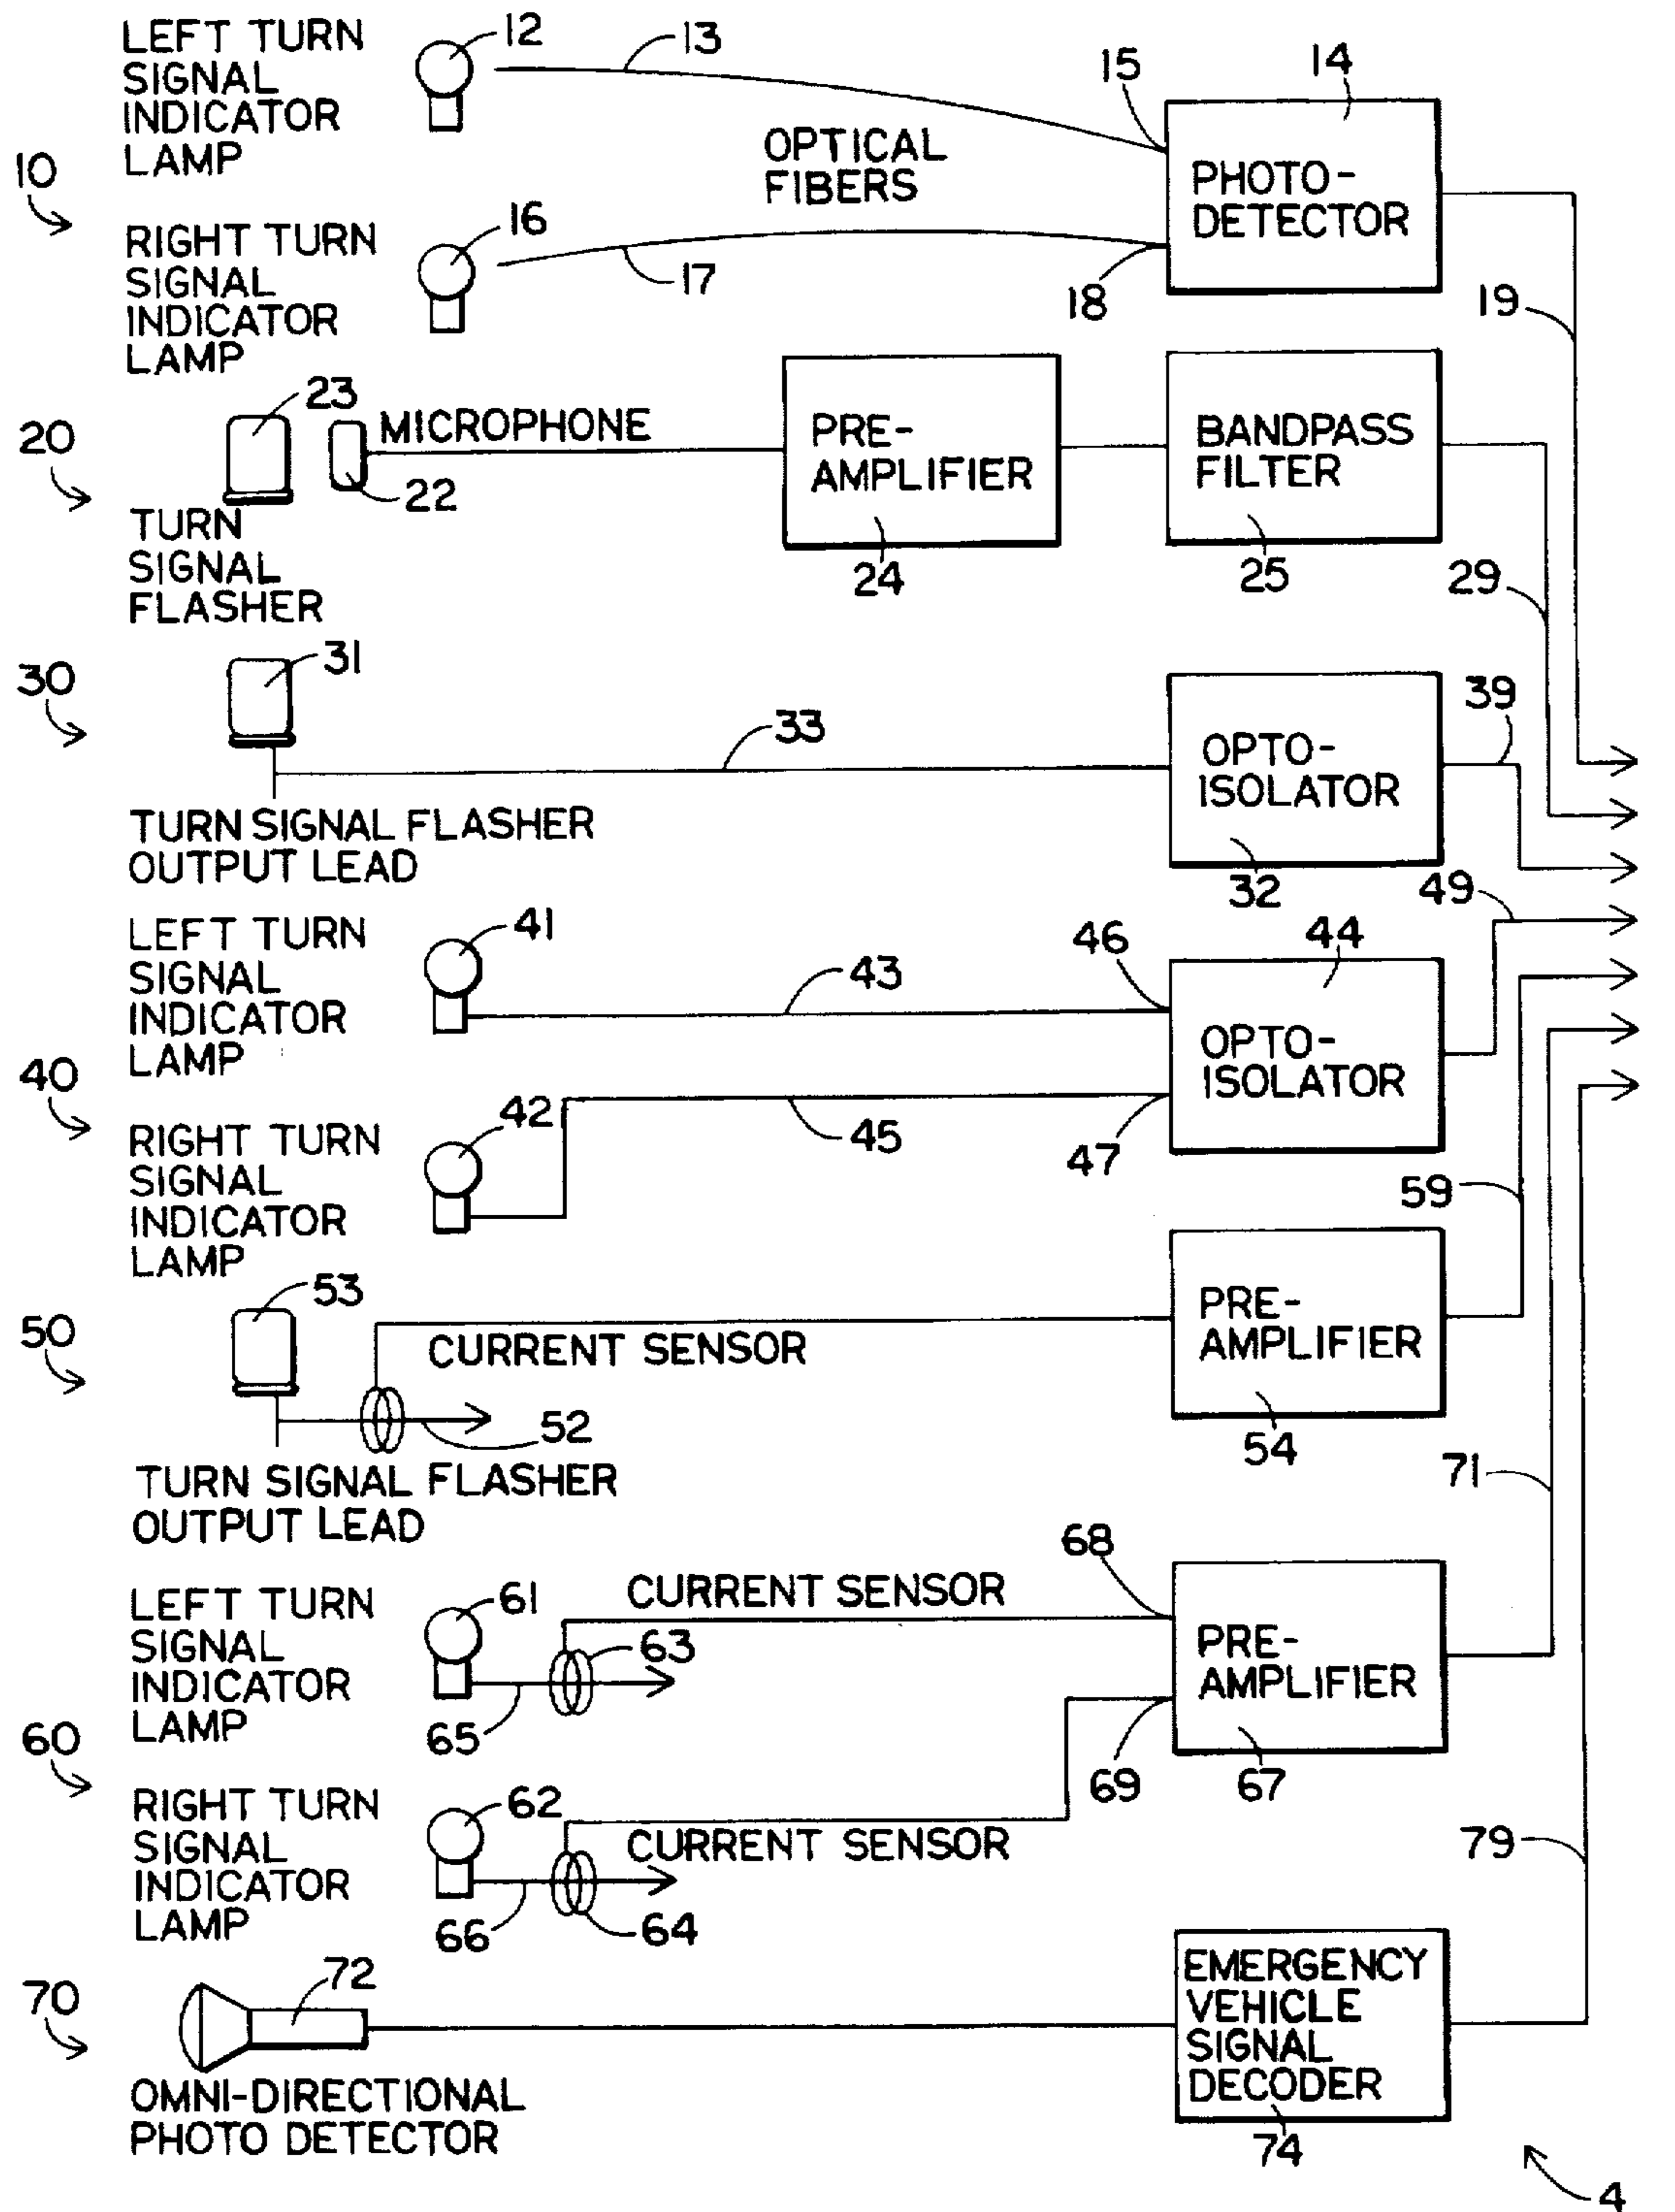 LEFT TURN
SIGNAL
INDICATOR
LAMP
12
13
15
14
10
OPTICAL
FIBERS
PHOTO-
DETECTOR
RIGHT TURN
SIGNAL
INDICATOR
LAMP
16
17
18
19
20
23
MICROPHONE
22
PRE-
AMPLIFIER
24
BANDPASS
FILTER
25
29
TURN
SIGNAL
FLASHER
30
31
33
OPTO-
ISOLATOR
32
39
TURN SIGNAL FLASHER
OUTPUT LEAD
LEFT TURN
SIGNAL
INDICATOR
LAMP
41
43
46
44
49
OPTO-
ISOLATOR
40
RIGHT TURN
SIGNAL
INDICATOR
LAMP
42
45
47
59
50
53
CURRENT SENSOR
52
PRE-
AMPLIFIER
54
TURN SIGNAL FLASHER
OUTPUT LEAD
71
LEFT TURN
SIGNAL
INDICATOR
LAMP
61
CURRENT SENSOR
63
65
68
PRE-
AMPLIFIER
67
69
60
RIGHT TURN
SIGNAL
INDICATOR
LAMP
62
CURRENT SENSOR
66
64
79
70
72
EMERGENCY
VEHICLE
SIGNAL
DECODER
74
OMNI-DIRECTIONAL
PHOTO DETECTOR
4